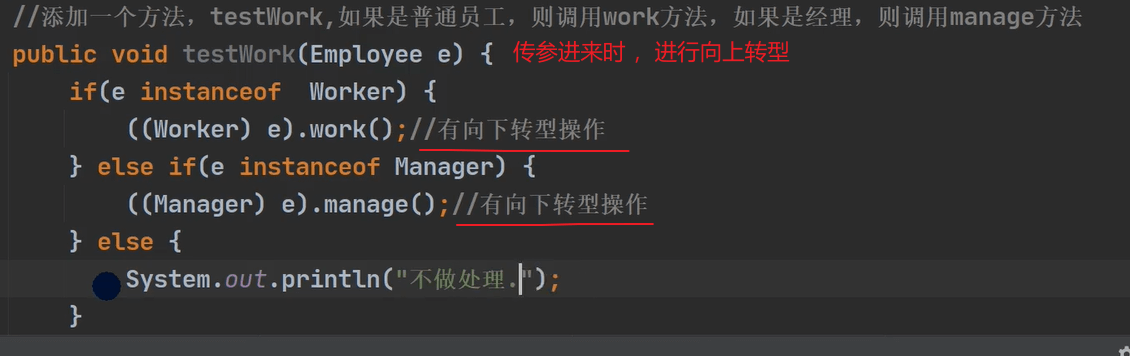 //添加一个方法，testWork,如果是普通员工，则调用work方法，如果是经理，则调用manage方法
public void testWork(Employee e) { 传参进来时 ，进行向上转型
if(e instanceof  Worker) {
((Worker) e).work();//有向下转型操作
} else if(e instanceof Manager) {
((Manager) e).manage();//有向下转型操作
} else {
System.out.println("不做处理.");
}